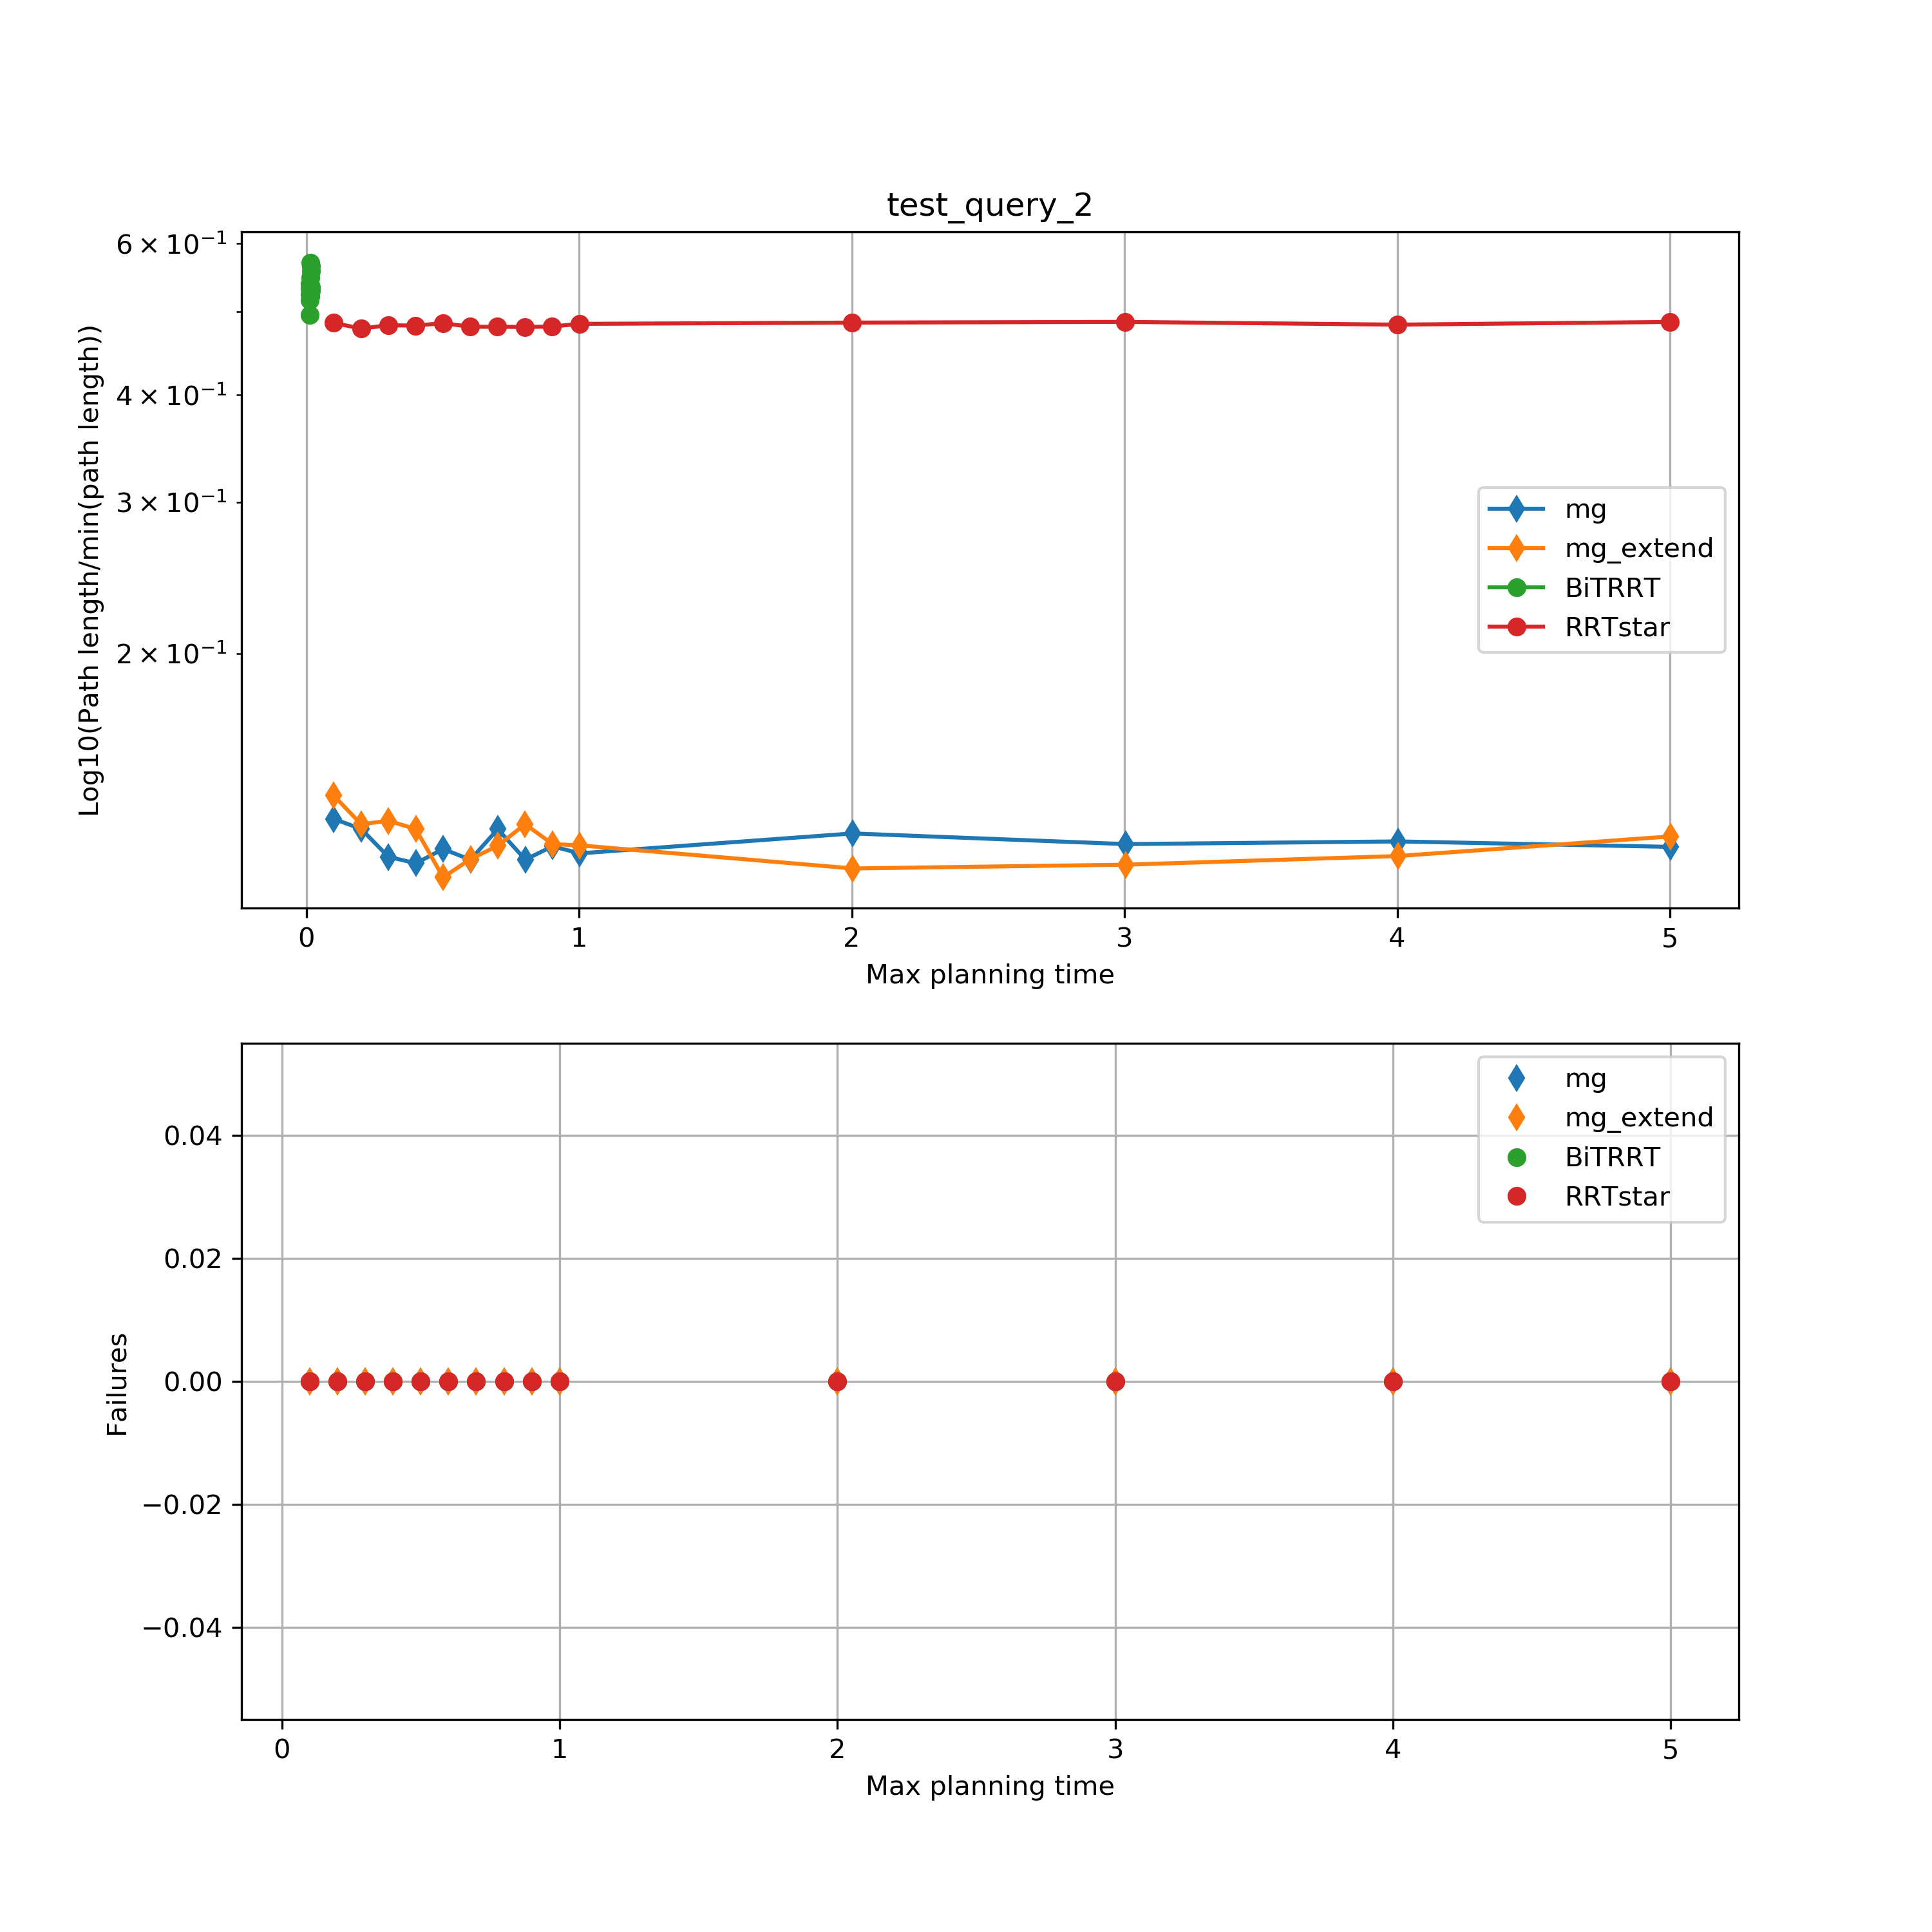 test_query_2
6 × 10⁻¹
4 × 10⁻¹
3 × 10⁻¹
2 × 10⁻¹
Log10(Path length/min(path length))
mg
mg_extend
BiTRRT
RRTstar
0 1 2 3 4 5
Max planning time
0.04
0.02
0.00
−0.02
−0.04
Failures
mg
mg_extend
BiTRRT
RRTstar
0 1 2 3 4 5
Max planning time